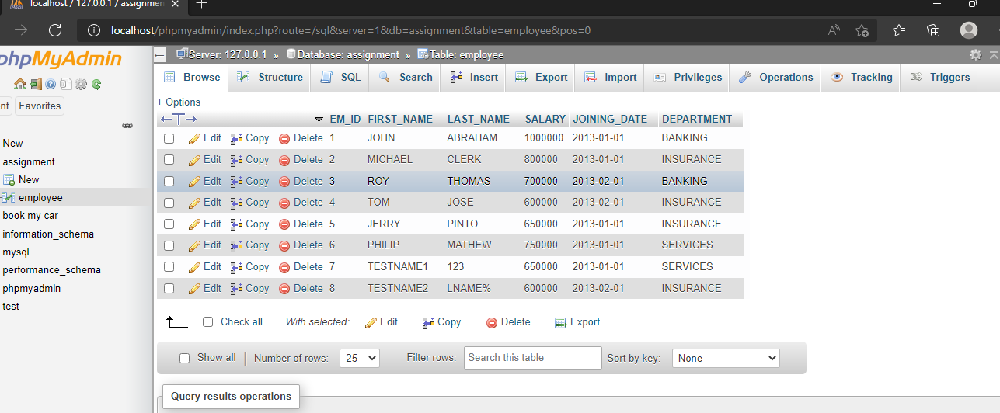 localhost / 127.0.0.1 / assignmen
localhost/phpmyadmin/index.php?route=/sql&server=1&db=assignment&table=employee&pos=0
phpMyAdmin
nt Favorites
New
assignment
New
employee
book my car
information_schema
mysql
performance_schema
phpmyadmin
test
Server: 127.0.0.1 » Database: assignment » Table: employee
Browse Structure SQL Search Insert Export Import Privileges Operations Tracking Triggers
+ Options
EM_ID FIRST_NAME LAST_NAME SALARY JOINING_DATE DEPARTMENT
Edit Copy Delete 1 JOHN ABRAHAM 1000000 2013-01-01 BANKING
Edit Copy Delete 2 MICHAEL CLERK 800000 2013-01-01 INSURANCE
Edit Copy Delete 3 ROY THOMAS 700000 2013-02-01 BANKING
Edit Copy Delete 4 TOM JOSE 600000 2013-02-01 INSURANCE
Edit Copy Delete 5 JERRY PINTO 650000 2013-01-01 INSURANCE
Edit Copy Delete 6 PHILIP MATHEW 750000 2013-01-01 SERVICES
Edit Copy Delete 7 TESTNAME1 123 650000 2013-01-01 SERVICES
Edit Copy Delete 8 TESTNAME2 LNAME% 600000 2013-02-01 INSURANCE
Check all With selected: Edit Copy Delete Export
Show all Number of rows: 25 Filter rows: Search this table Sort by key: None
Query results operations